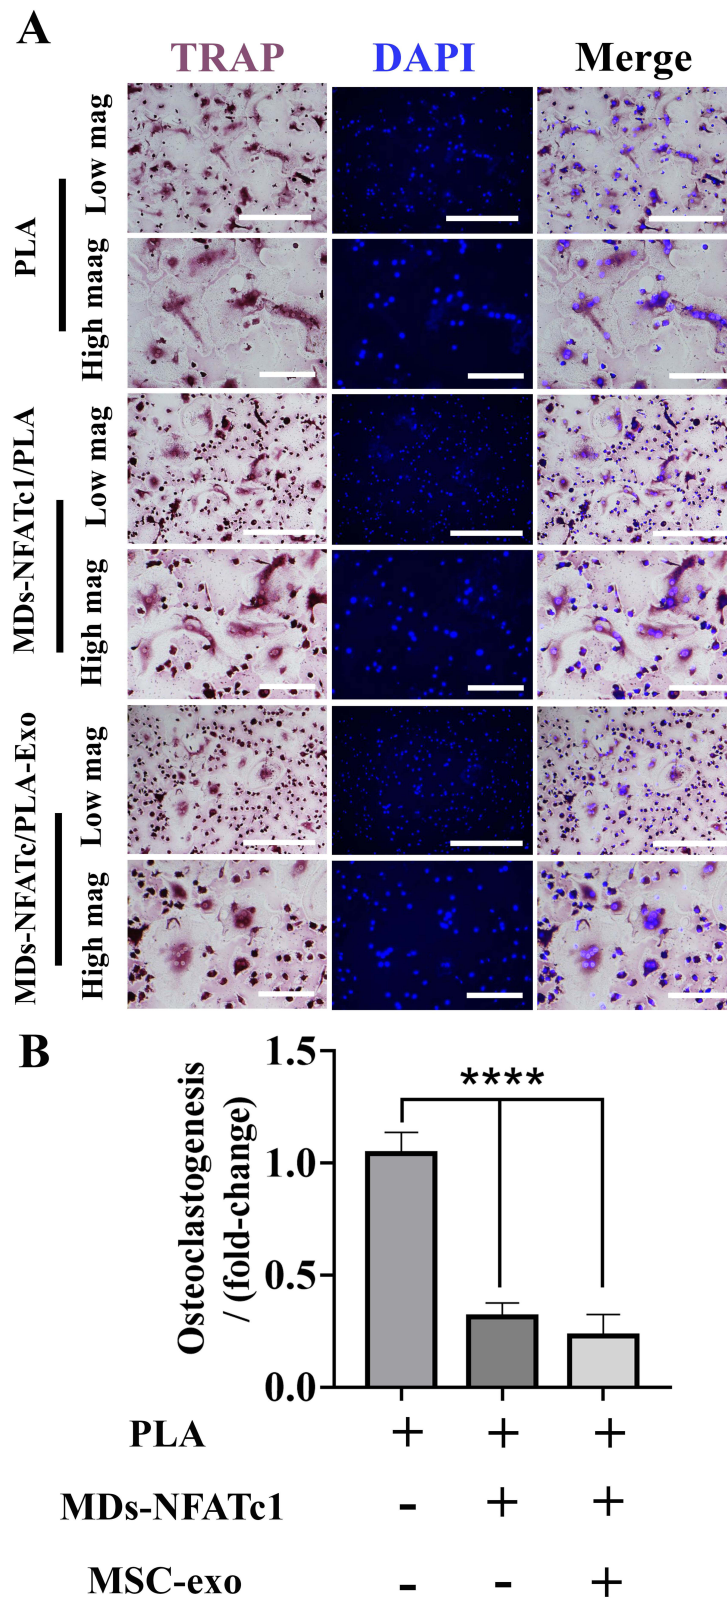 A
TRAP DAPI Merge
PLA
Low mag
High maag
MDs-NFATc1/PLA
Low mag
High mag
MDs-NFATc/PLA-Exo
Low mag
High mag
B
Osteoclastogenesis
/ (fold-change)
1.5
1.0
0.5
0.0
****
PLA + + +
MDs-NFATc1 - + +
MSC-exo - - +